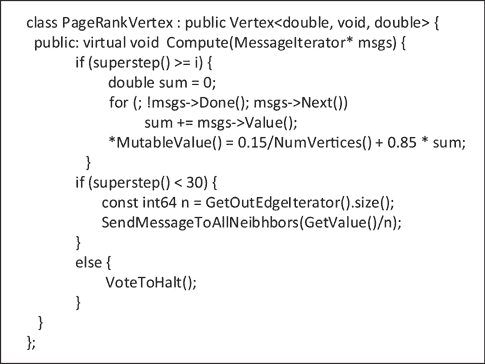 class PageRankVertex : public Vertex<double, void, double> {
public: virtual void Compute(MessageIterator* msgs) {
if (superstep() >= i) {
double sum = 0;
for (; !msgs->Done(); msgs->Next())
sum += msgs->Value();
*MutableValue() = 0.15/NumVertices() + 0.85 * sum;
}
if (superstep() < 30) {
const int64 n = GetOutEdgeIterator().size();
SendMessageToAllNeibhbors(GetValue()/n);
}
else {
VoteToHalt();
}
}
};